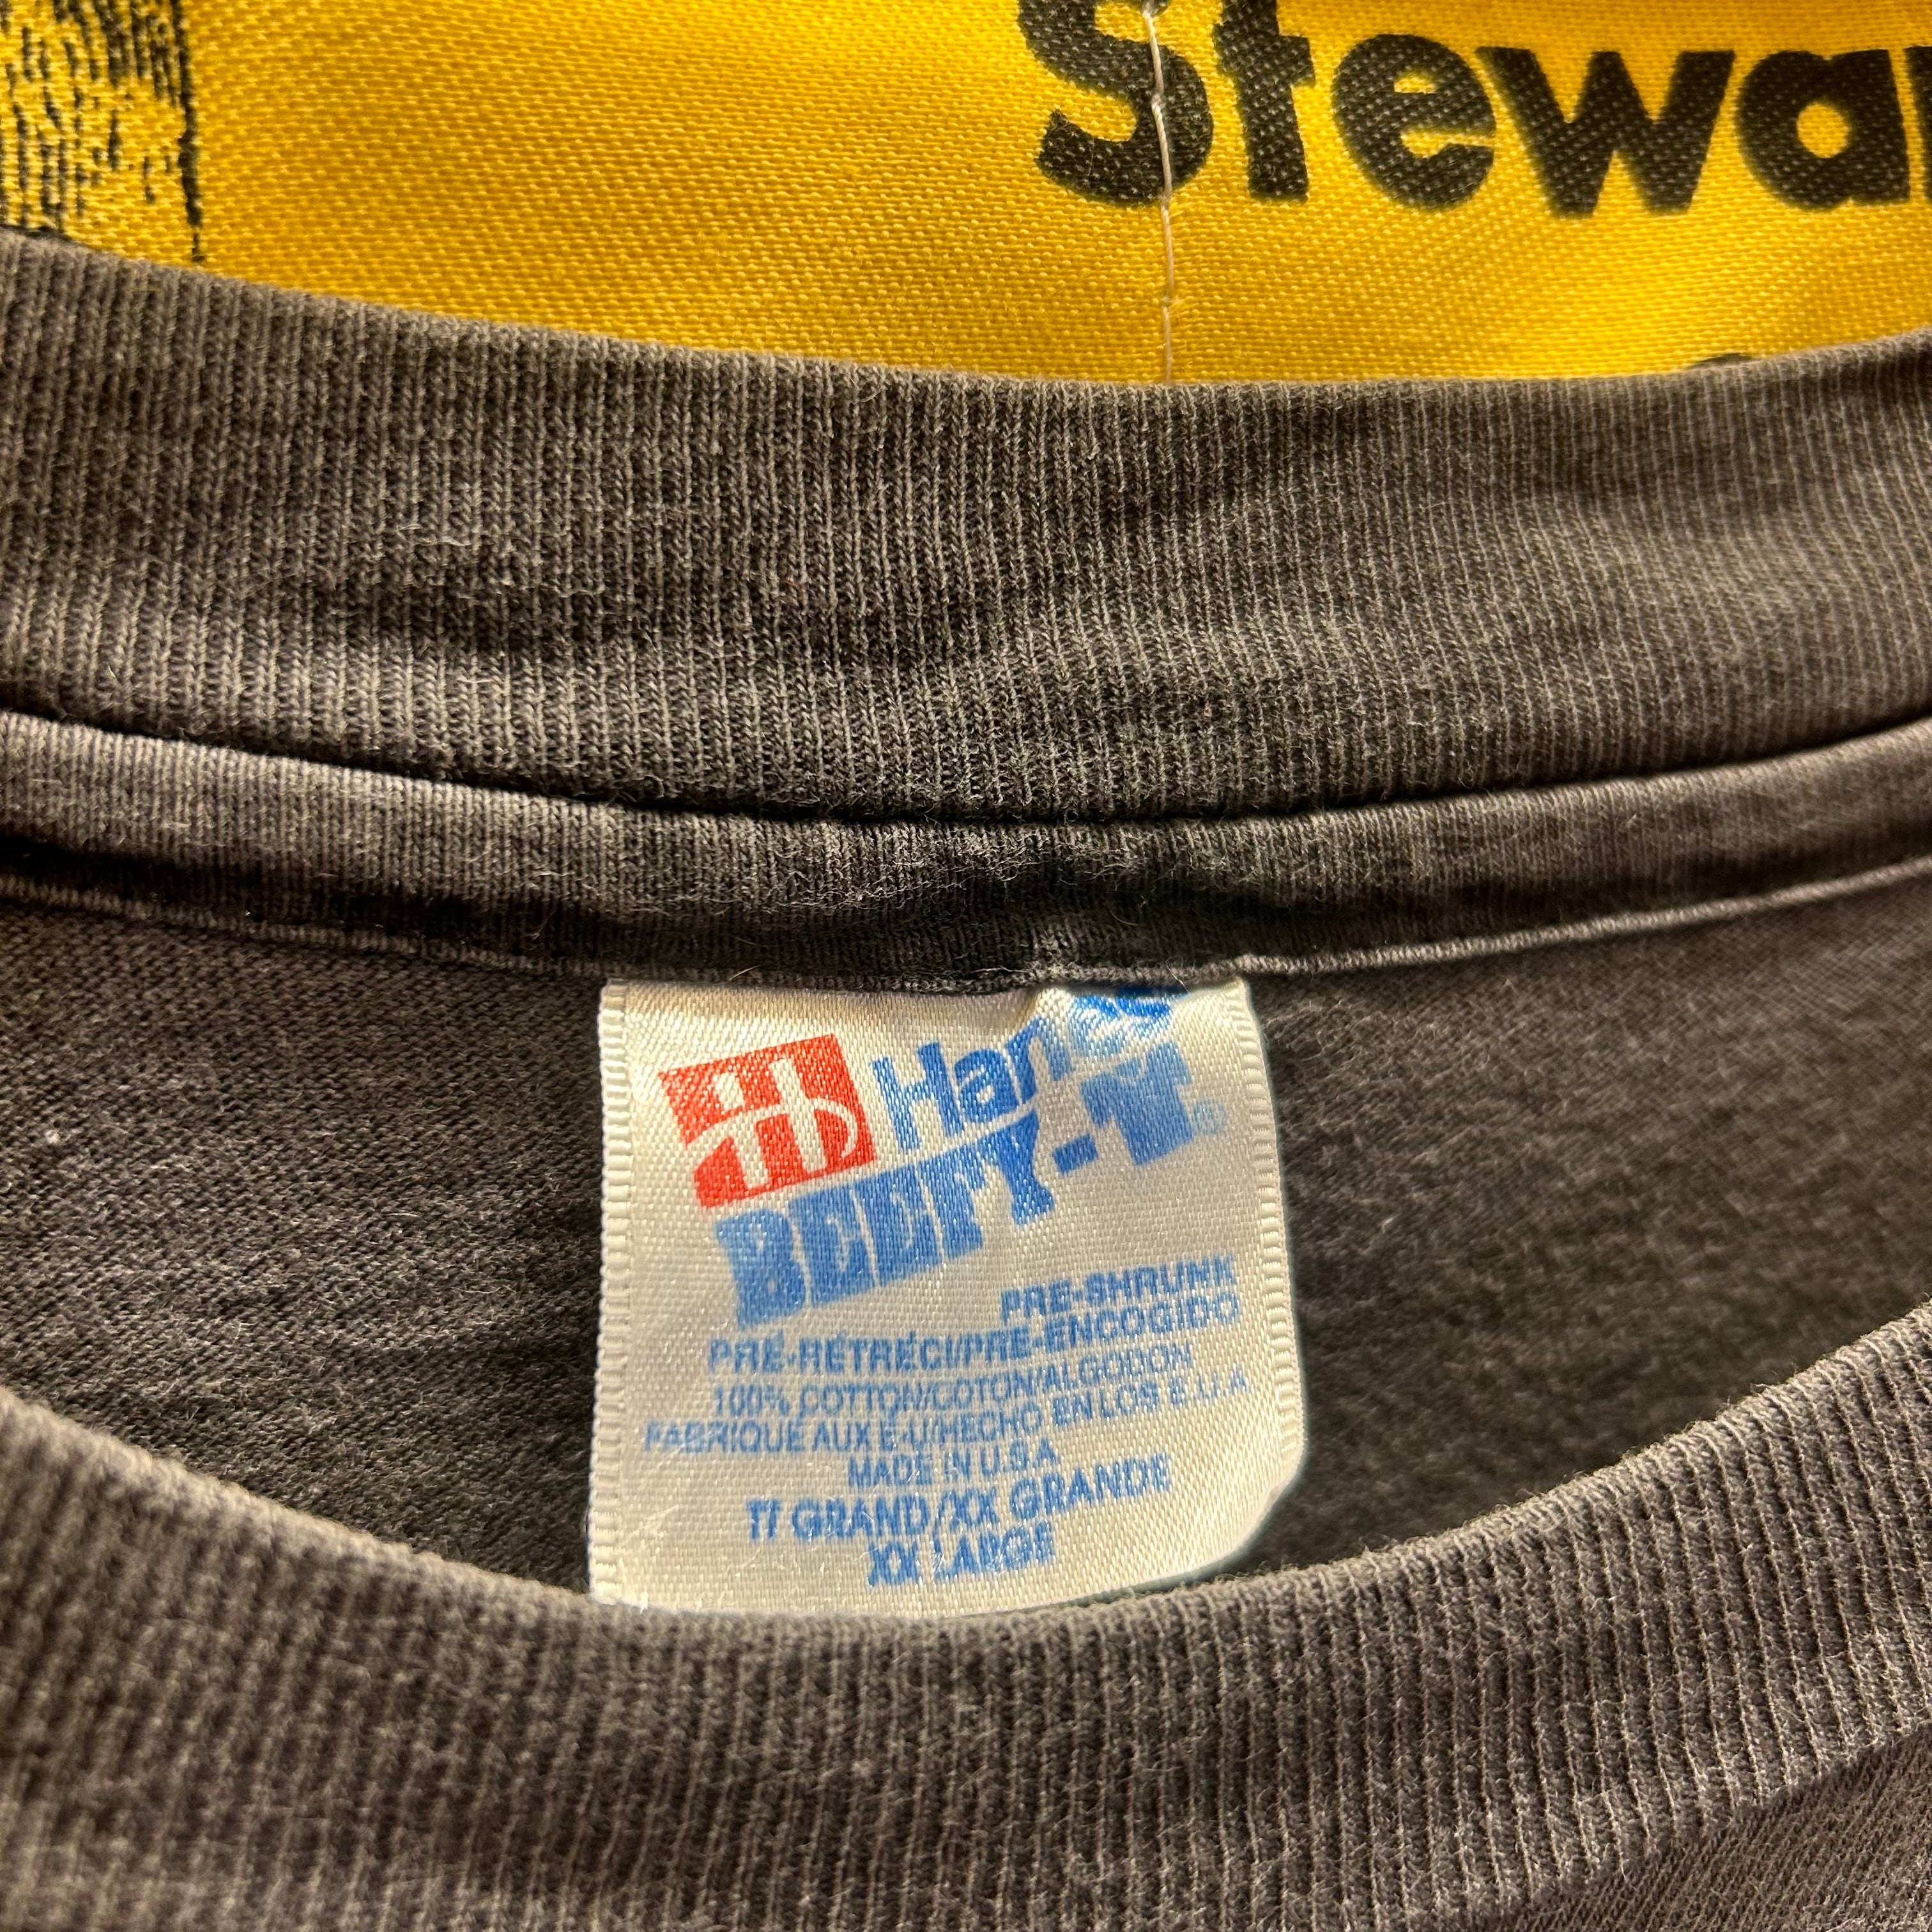 Stewar
Hanes
BEEFY-T®
PRE-SHRUNK
PRÉ-RÉTRÉCI/PRE-ENCOGIDO
100% COTTON/COTON/ALGODON
FABRIQUE AUX E-U/HECHO EN LOS E.U.A
MADE IN U.S.A
TT GRAND/XX GRANDE
XX LARGE